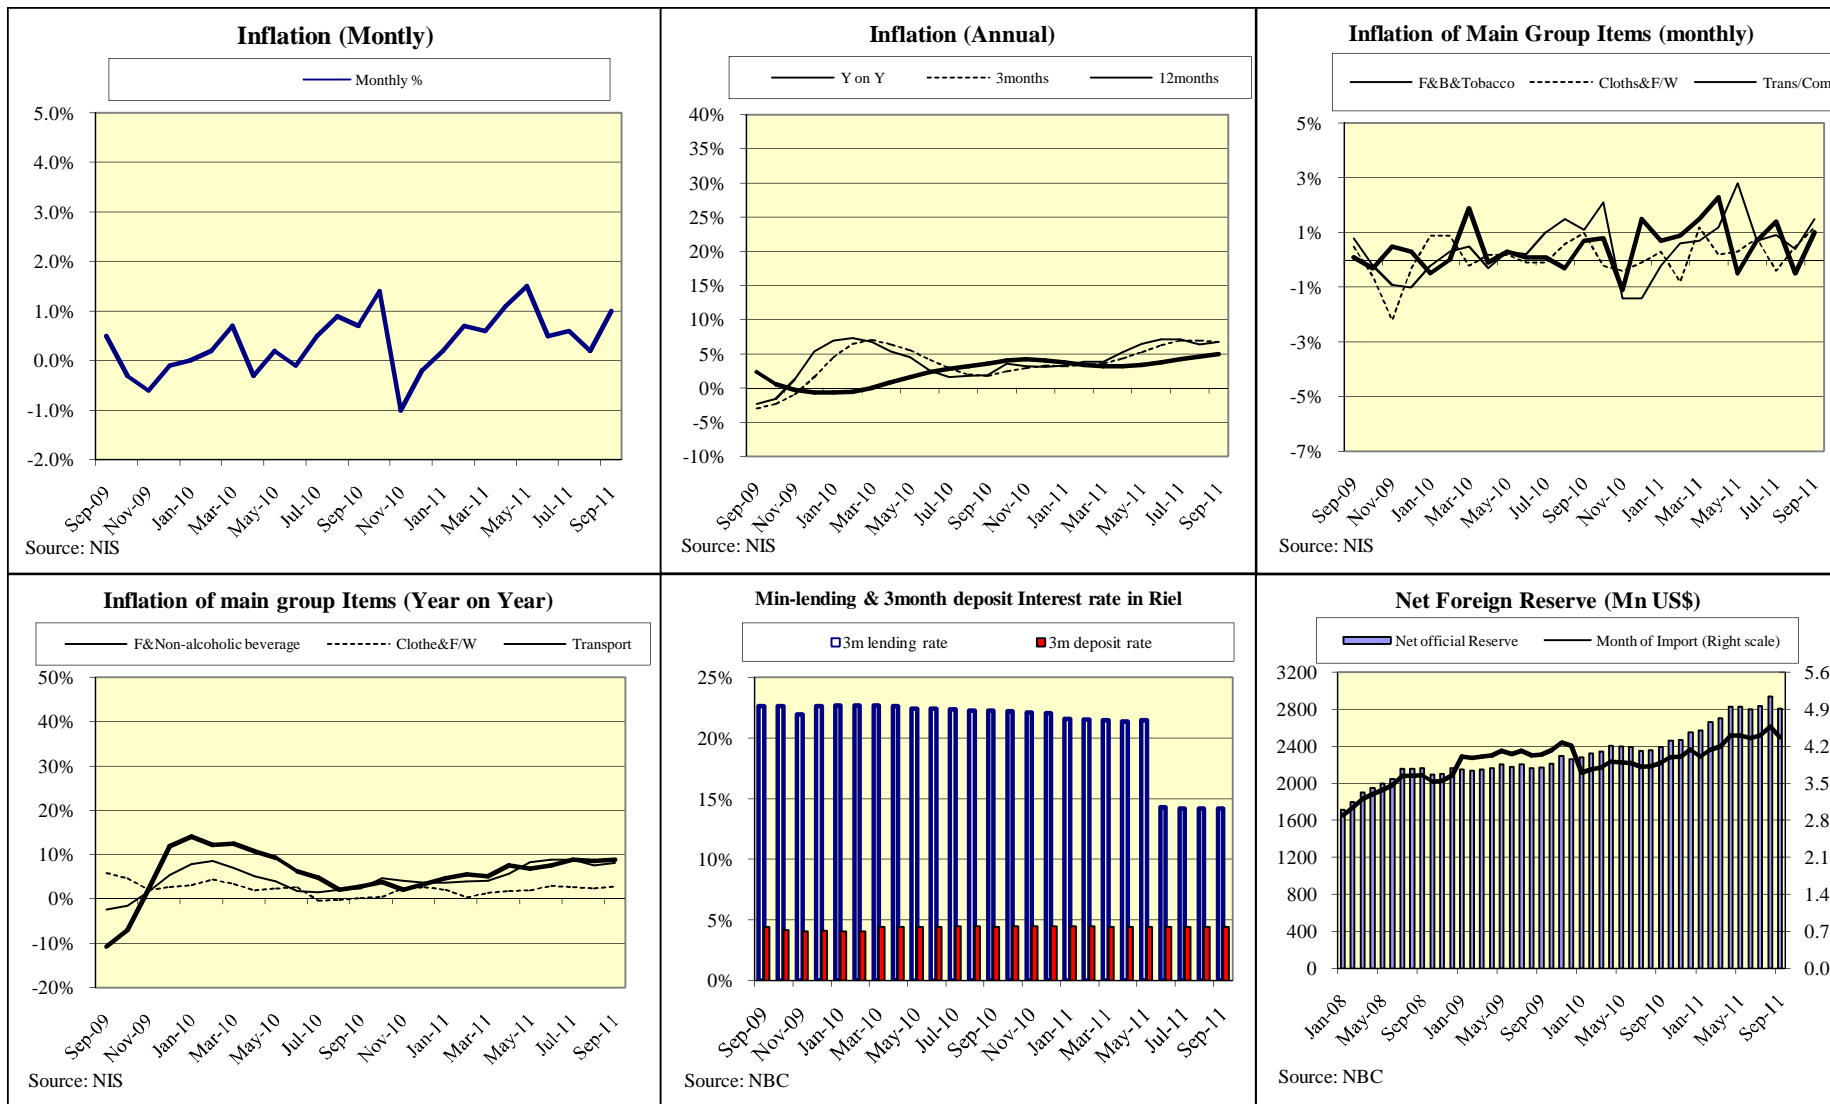 Inflation (Montly)
Monthly %
5.0%
4.0%
3.0%
2.0%
1.0%
0.0%
-1.0%
-2.0%
Sep-09 Nov-09 Jan-10 Mar-10 May-10 Jul-10 Sep-10 Nov-10 Jan-11 Mar-11 May-11 Jul-11 Sep-11
Source: NIS
Inflation (Annual)
Y on Y 3months 12months
40%
35%
30%
25%
20%
15%
10%
5%
0%
-5%
-10%
Sep-09 Nov-09 Jan-10 Mar-10 May-10 Jul-10 Sep-10 Nov-10 Jan-11 Mar-11 May-11 Jul-11 Sep-11
Source: NIS
Inflation of Main Group Items (monthly)
F&B&Tobacco Cloths&F/W Trans/Com
5%
3%
1%
-1%
-3%
-5%
-7%
Sep-09 Nov-09 Jan-10 Mar-10 May-10 Jul-10 Sep-10 Nov-10 Jan-11 Mar-11 May-11 Jul-11 Sep-11
Source: NIS
Inflation of main group Items (Year on Year)
F&Non-alcoholic beverage Clothe&F/W Transport
50%
40%
30%
20%
10%
0%
-10%
-20%
Sep-09 Nov-09 Jan-10 Mar-10 May-10 Jul-10 Sep-10 Nov-10 Jan-11 Mar-11 May-11 Jul-11 Sep-11
Source: NIS
Min-lending & 3month deposit Interest rate in Riel
3m lending rate 3m deposit rate
25%
20%
15%
10%
5%
0%
Sep-09 Nov-09 Jan-10 Mar-10 May-10 Jul-10 Sep-10 Nov-10 Jan-11 Mar-11 May-11 Jul-11 Sep-11
Source: NBC
Net Foreign Reserve (Mn US$)
Net official Reserve Month of Import (Right scale)
3200 5.6
2800 4.9
2400 4.2
2000 3.5
1600 2.8
1200 2.1
800 1.4
400 0.7
0 0.0
Jan-08 May-08 Sep-08 Jan-09 May-09 Sep-09 Jan-10 May-10 Sep-10 Jan-11 May-11 Sep-11
Source: NBC